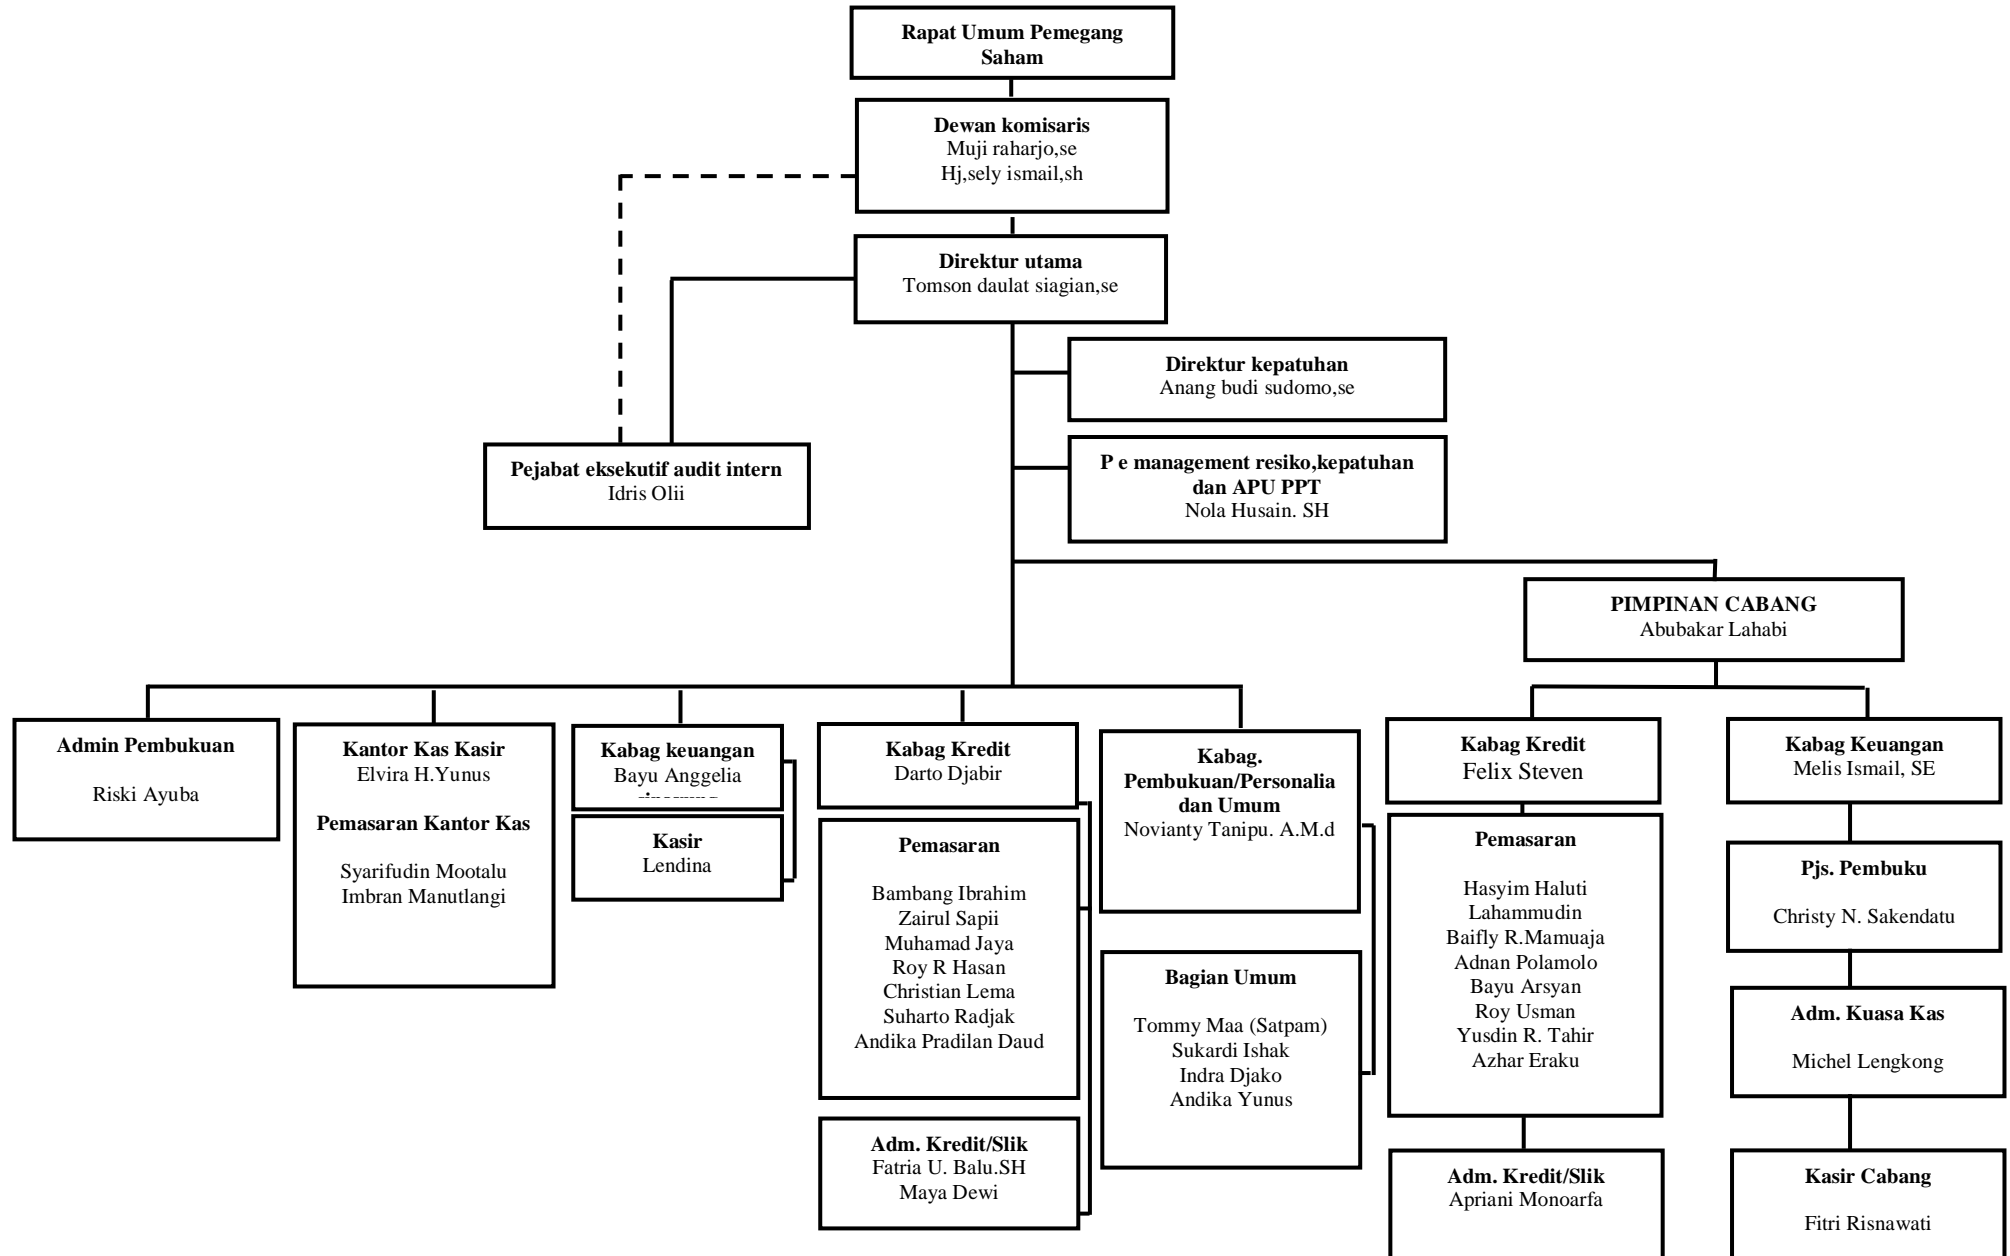 Rapat Umum Pemegang
Saham
Dewan komisaris
Muji raharjo,se
Hj,sely ismail,sh
Direktur utama
Tomson daulat siagian,se
Direktur kepatuhan
Anang budi sudomo,se
Pejabat eksekutif audit intern
Idris Olii
P e management resiko,kepatuhan
dan APU PPT
Nola Husain. SH
PIMPINAN CABANG
Abubakar Lahabi
Admin Pembukuan
Riski Ayuba
Kantor Kas Kasir
Elvira H.Yunus
Pemasaran Kantor Kas
Syarifudin Mootalu
Imbran Manutlangi
Kabag keuangan
Bayu Anggelia
Kasir
Lendina
Kabag Kredit
Darto Djabir
Pemasaran
Bambang Ibrahim
Zairul Sapii
Muhamad Jaya
Roy R Hasan
Christian Lema
Suharto Radjak
Andika Pradilan Daud
Adm. Kredit/Slik
Fatria U. Balu.SH
Maya Dewi
Kabag.
Pembukuan/Personalia
dan Umum
Novianty Tanipu. A.M.d
Bagian Umum
Tommy Maa (Satpam)
Sukardi Ishak
Indra Djako
Andika Yunus
Kabag Kredit
Felix Steven
Pemasaran
Hasyim Haluti
Lahammudin
Baifly R.Mamuaja
Adnan Polamolo
Bayu Arsyan
Roy Usman
Yusdin R. Tahir
Azhar Eraku
Adm. Kredit/Slik
Apriani Monoarfa
Kabag Keuangan
Melis Ismail, SE
Pjs. Pembuku
Christy N. Sakendatu
Adm. Kuasa Kas
Michel Lengkong
Kasir Cabang
Fitri Risnawati